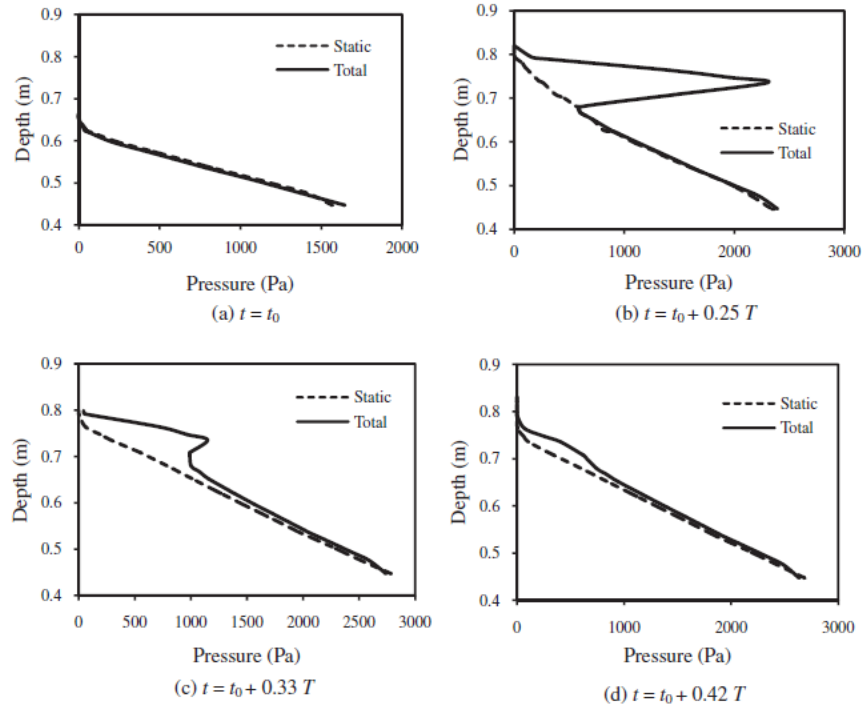 0.9
0.8
0.7
0.6
0.5
0.4
Depth (m)
Static
Total
0 500 1000 1500 2000
Pressure (Pa)
(a) t = t0
0.9
0.8
0.7
0.6
0.5
0.4
Depth (m)
Static
Total
0 1000 2000 3000
Pressure (Pa)
(b) t = t0 + 0.25 T
0.9
0.8
0.7
0.6
0.5
0.4
Depth (m)
Static
Total
0 500 1000 1500 2000 2500 3000
Pressure (Pa)
(c) t = t0 + 0.33 T
0.9
0.8
0.7
0.6
0.5
0.4
Depth (m)
Static
Total
0 1000 2000 3000
Pressure (Pa)
(d) t = t0 + 0.42 T